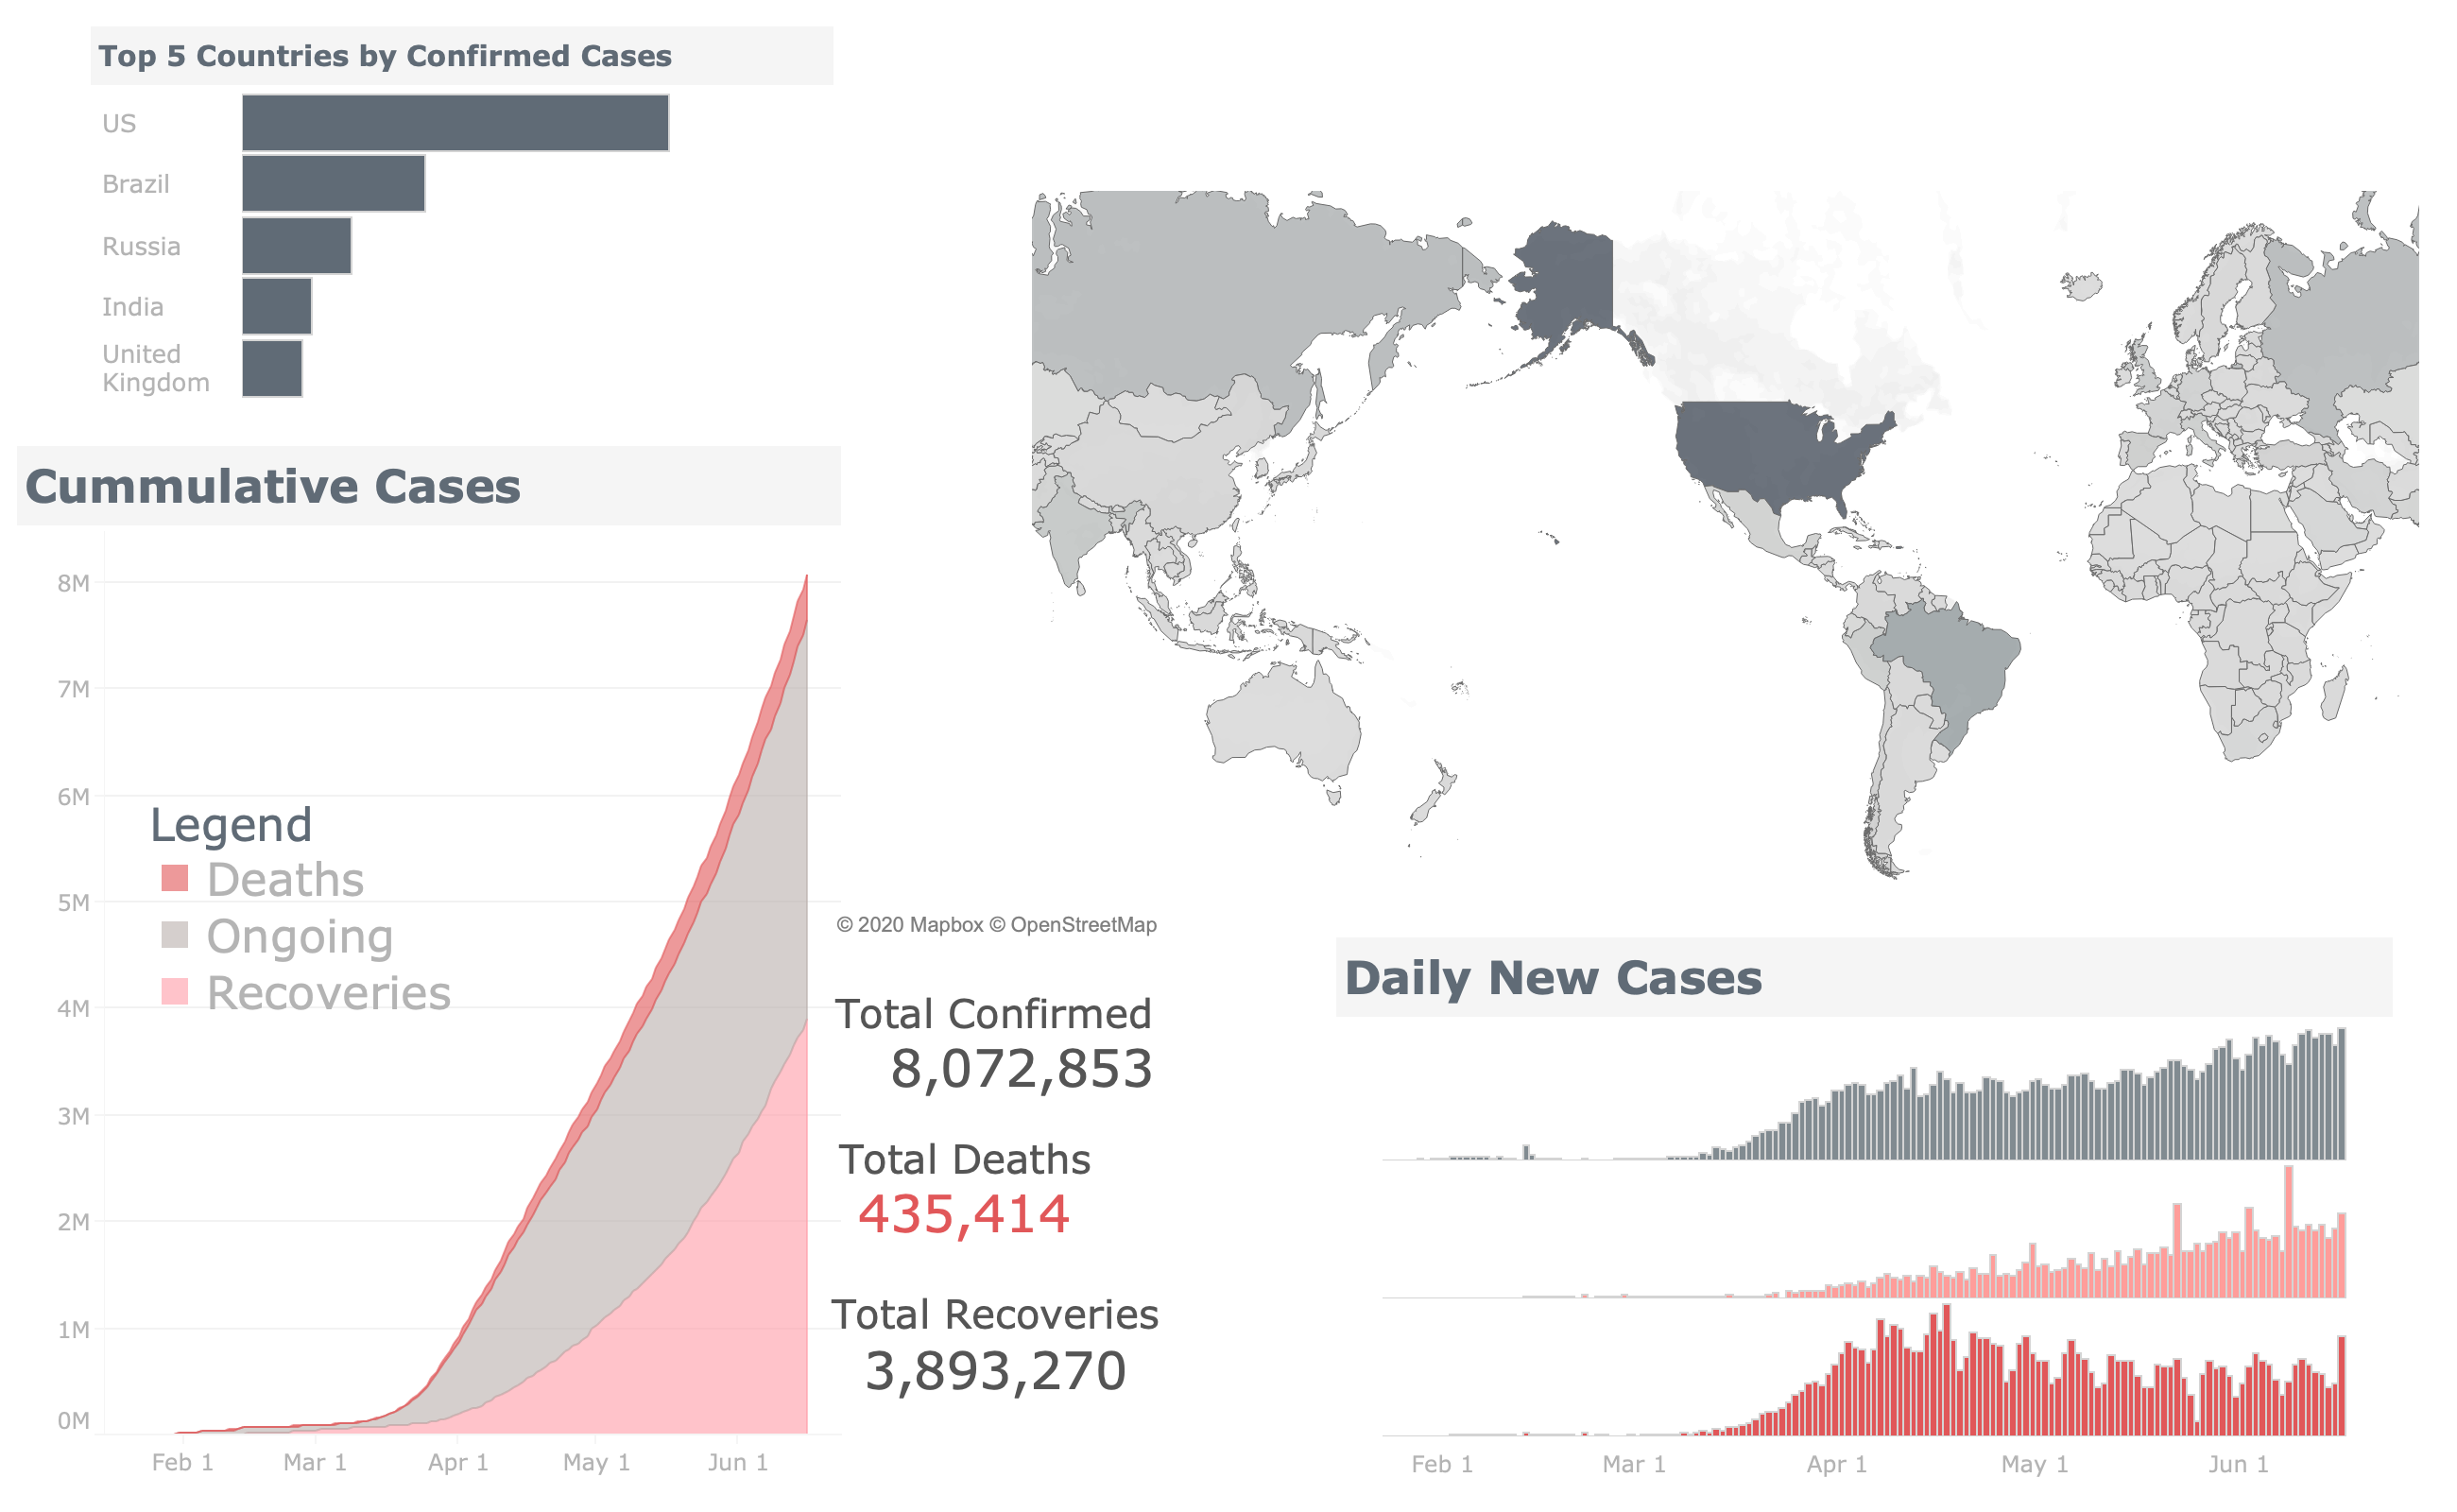 Top 5 Countries by Confirmed Cases
US
Brazil
Russia
India
United
Kingdom
Cummulative Cases
8M
7M
6M
5M
4M
3M
2M
1M
0M
Legend
Deaths
Ongoing
Recoveries
Feb 1
Mar 1
Apr 1
May 1
Jun 1
© 2020 Mapbox © OpenStreetMap
Total Confirmed
8,072,853
Total Deaths
435,414
Total Recoveries
3,893,270
Daily New Cases
Feb 1
Mar 1
Apr 1
May 1
Jun 1